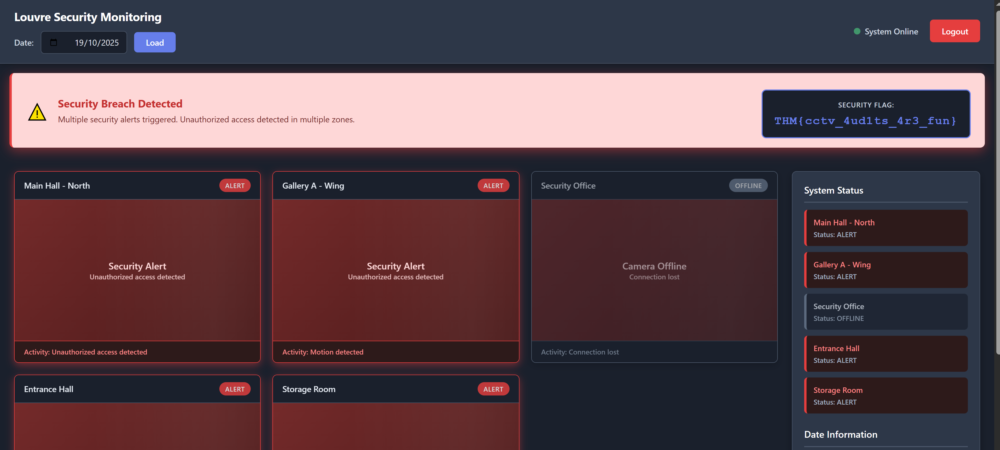 Louvre Security Monitoring
Date: 19/10/2025 Load
System Online Logout
Security Breach Detected
Multiple security alerts triggered. Unauthorized access detected in multiple zones.
SECURITY FLAG:
THM{cctv_4ud1ts_4r3_fun}
Main Hall - North ALERT
Security Alert
Unauthorized access detected
Activity: Unauthorized access detected
Gallery A - Wing ALERT
Security Alert
Unauthorized access detected
Activity: Motion detected
Security Office OFFLINE
Camera Offline
Connection lost
Activity: Connection lost
Entrance Hall ALERT
Storage Room ALERT
System Status
Main Hall - North
Status: ALERT
Gallery A - Wing
Status: ALERT
Security Office
Status: OFFLINE
Entrance Hall
Status: ALERT
Storage Room
Status: ALERT
Date Information